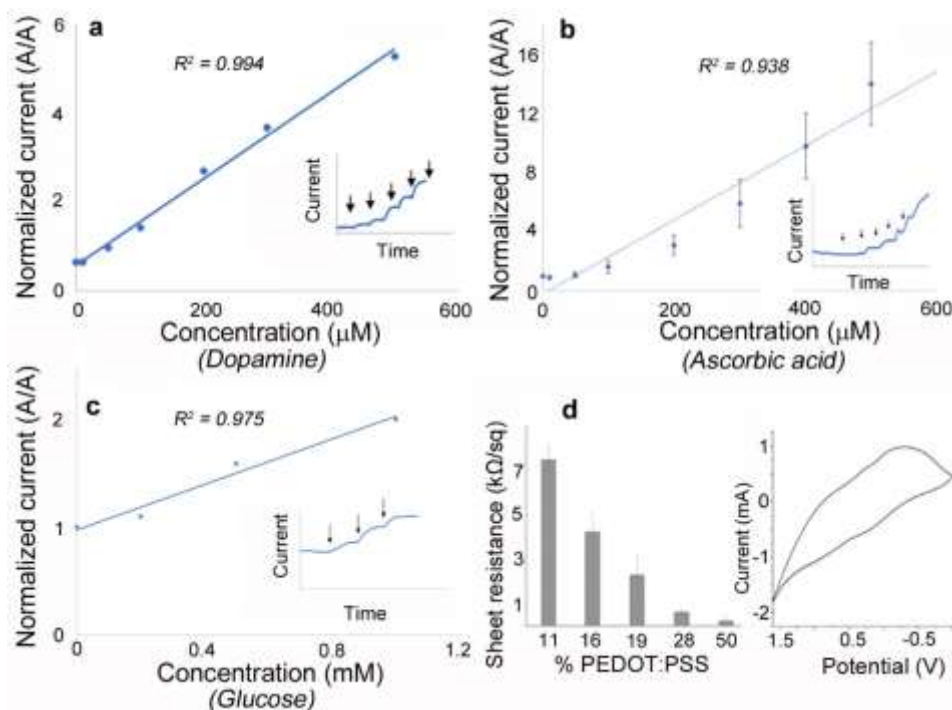 a
Normalized current (A/A)
6
4
2
0
R² = 0.994
Current
Time
0
200
400
600
Concentration (μM)
(Dopamine)
b
Normalized current (A/A)
16
12
8
4
0
R² = 0.938
Current
Time
0
200
400
600
Concentration (μM)
(Ascorbic acid)
c
Normalized current (A/A)
2
1
0
R² = 0.975
Current
Time
0
0.4
0.8
1.2
Concentration (mM)
(Glucose)
d
Sheet resistance (kΩ/sq)
7
5
3
1
11 16 19 28 50
% PEDOT:PSS
Current (mA)
1
0
-1
-2
1.5 0.5 -0.5
Potential (V)